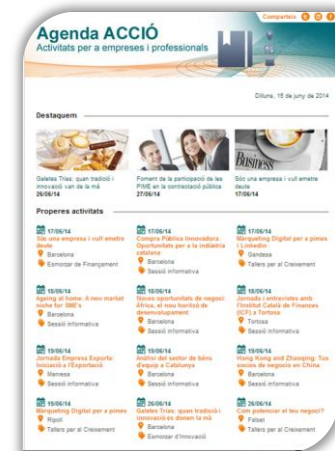 Comparteix
Agenda ACCIÓ
Activitats per a empreses i professionals
Dilluns, 16 de juny de 2014
Destaquem
Galetes Trias: quan tradició i
innovació van de la mà
26/06/14
Foment de la participació de les
PIME en la contractació pública
27/06/14
Business
Sóc una empresa i vull emetre
deute
17/06/14
Properes activitats
17/06/14
Sóc una empresa i vull emetre
deute
Barcelona
Esmorzar de Finançament
17/06/14
Compra Pública Innovadora:
Oportunitats per a la indústria
catalana
Barcelona
Sessió informativa
17/06/14
Màrqueting Digital per a pimes
i Linkedin
Gandesa
Tallers per al Creixement
18/06/14
Ageing at home: A new market
niche for SME's
Barcelona
Sessió informativa
18/06/14
Noves oportunitats de negoci:
Àfrica, el nou horitzó de
desenvolupament
Barcelona
Sessió informativa
18/06/14
Jornada i entrevistes amb
l'Institut Català de Finances
(ICF) a Tortosa
Tortosa
Sessió informativa
19/06/14
Jornada Empresa Exporta:
Iniciació a l'Exportació
Manresa
Sessió informativa
19/06/14
Anàlisi del sector de béns
d'equip a Catalunya
Barcelona
Sessió informativa
19/06/14
Hong Kong and Zhaoqing: Tus
socios de negocio en China
Barcelona
Sessió informativa
19/06/14
Màrqueting Digital per a pimes
Ripoll
Tallers per al Creixement
26/06/14
Galetes Trias: quan tradició i
innovació es donen la mà
Barcelona
Esmorzar d'Innovació
26/06/14
Com potenciar el teu negoci?
Falset
Tallers per al Creixement